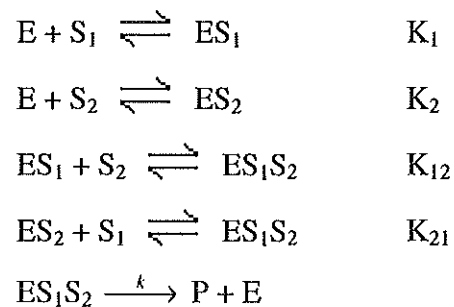 E + S₁ ⇌ ES₁ K₁
E + S₂ ⇌ ES₂ K₂
ES₁ + S₂ ⇌ ES₁S₂ K₁₂
ES₂ + S₁ ⇌ ES₁S₂ K₂₁
ES₁S₂ —k→ P + E